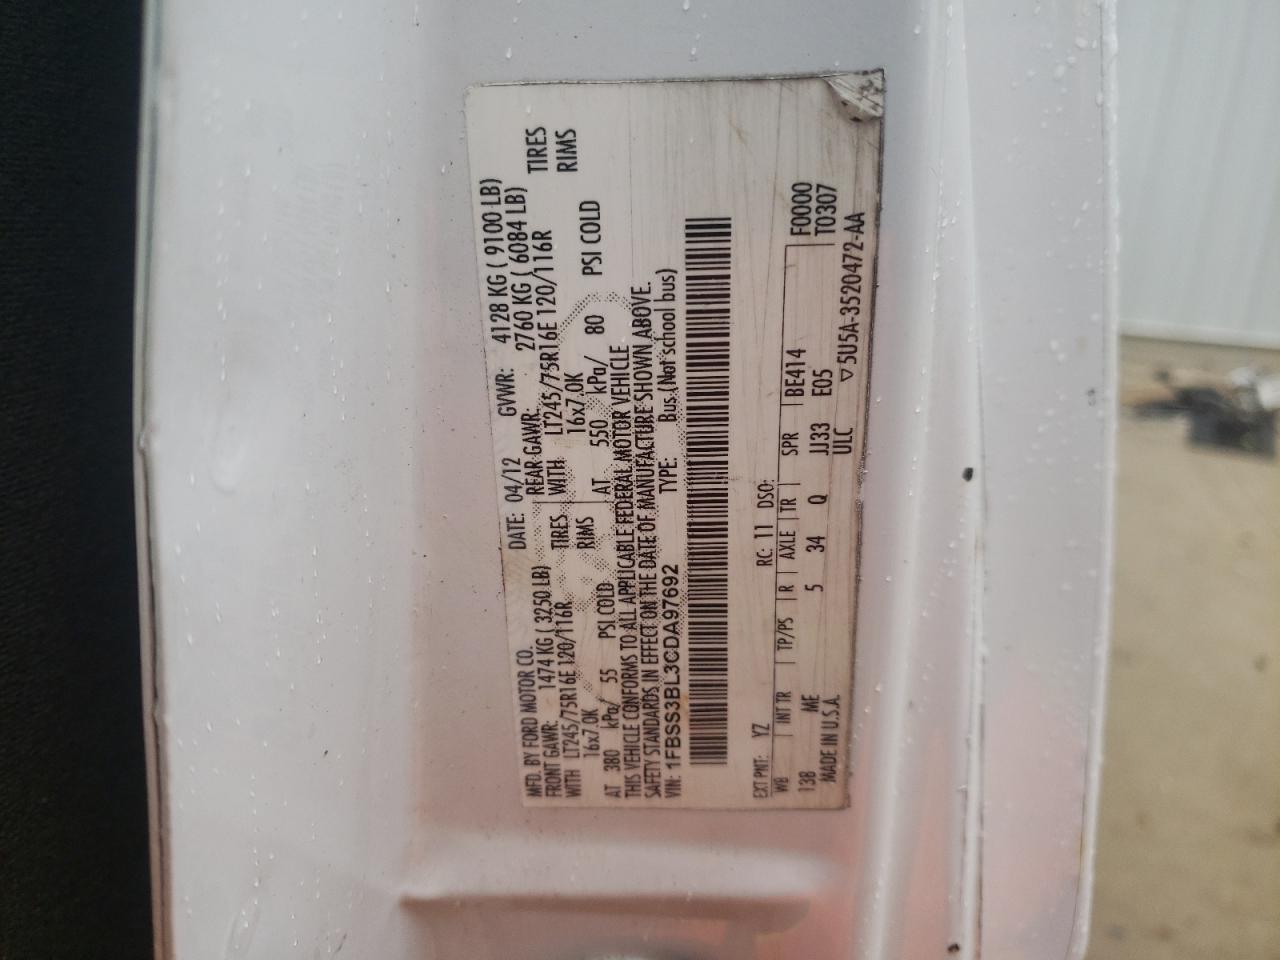 MFD. BY FORD MOTOR CO.
DATE: 04/12 GVWR: 4128 KG ( 9100 LB)
FRONT GAWR: 1474 KG ( 3250 LB) REAR GAWR: 2760 KG ( 6084 LB)
WITH LT245/75R16E 120/116R TIRES WITH LT245/75R16E 120/116R TIRES
16x7.0K RIMS 16x7.0K RIMS
AT 380 kPa/ 55 PSI COLD AT 550 kPa/ 80 PSI COLD
THIS VEHICLE CONFORMS TO ALL APPLICABLE FEDERAL MOTOR VEHICLE
SAFETY STANDARDS IN EFFECT ON THE DATE OF MANUFACTURE SHOWN ABOVE.
VIN: 1FBSS3BL3CDA97692 TYPE: Bus (Not school bus)
EXT PNT: YZ RC: 11 DSO: F0000
WB INT TR TP/PS R AXLE TR SPR BE414 T0307
138 ME 5 34 Q JJ33 E05
MADE IN U.S.A. ULC ▽5U5A-3520472-AA